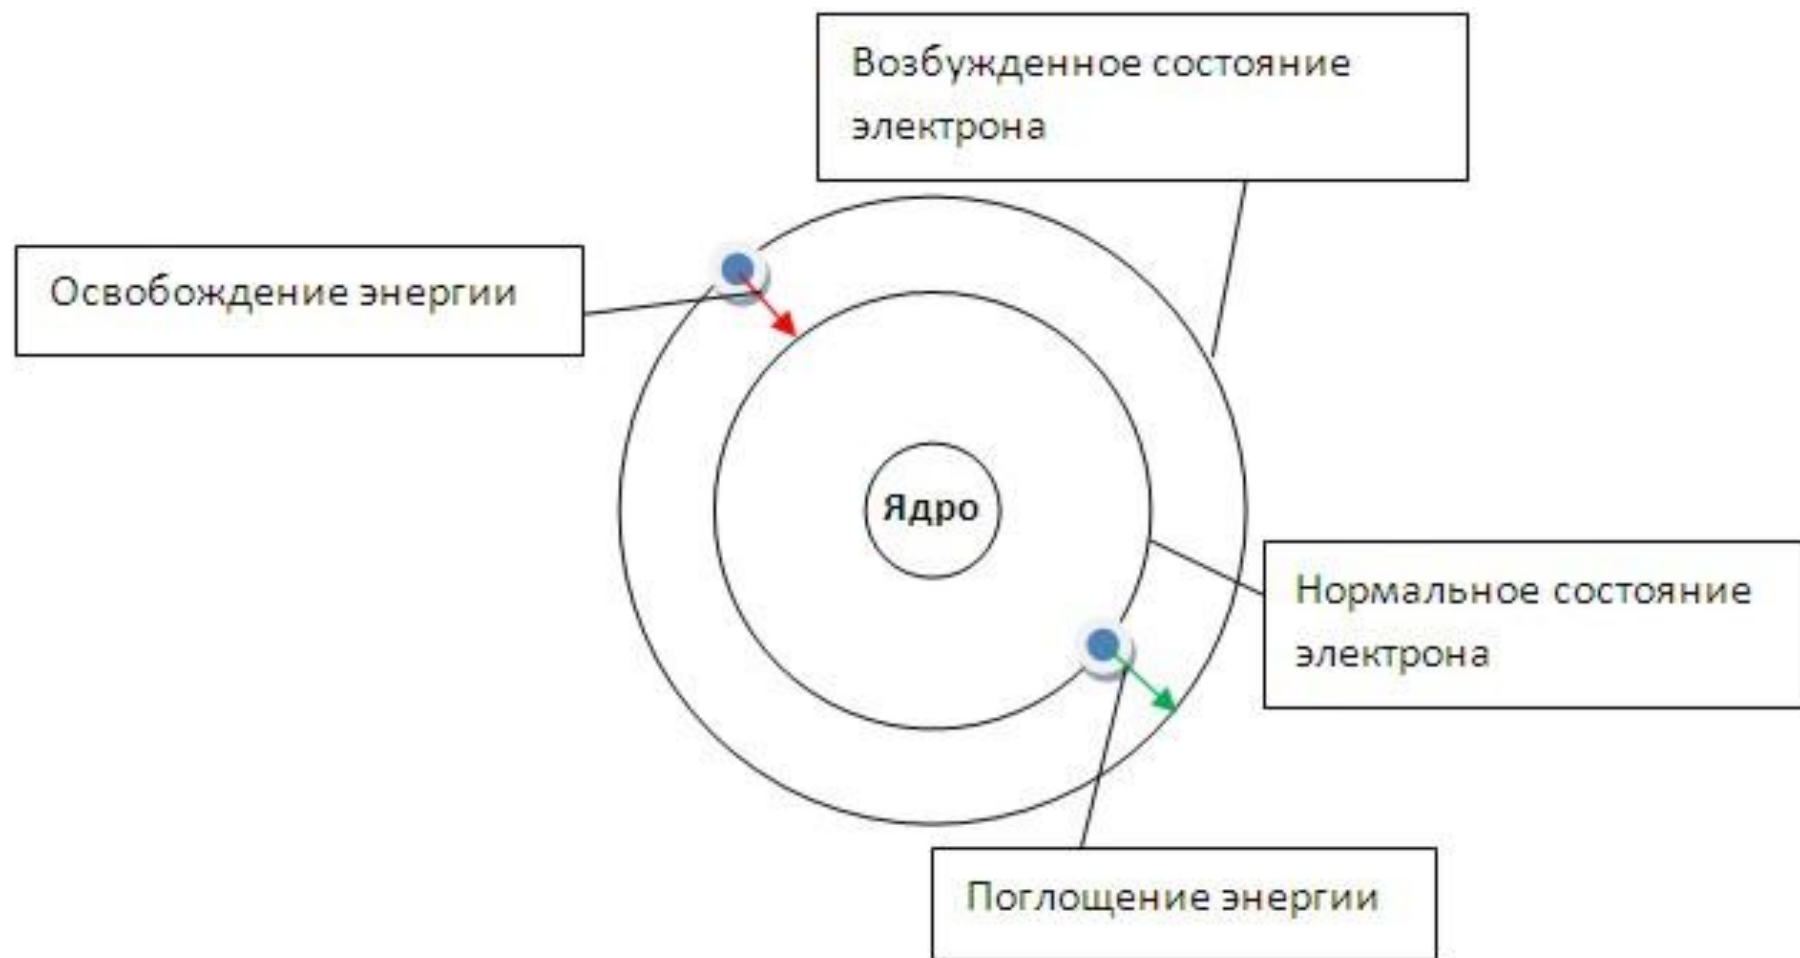 Возбужденное состояние
электрона
Освобождение энергии
Ядро
Нормальное состояние
электрона
Поглощение энергии